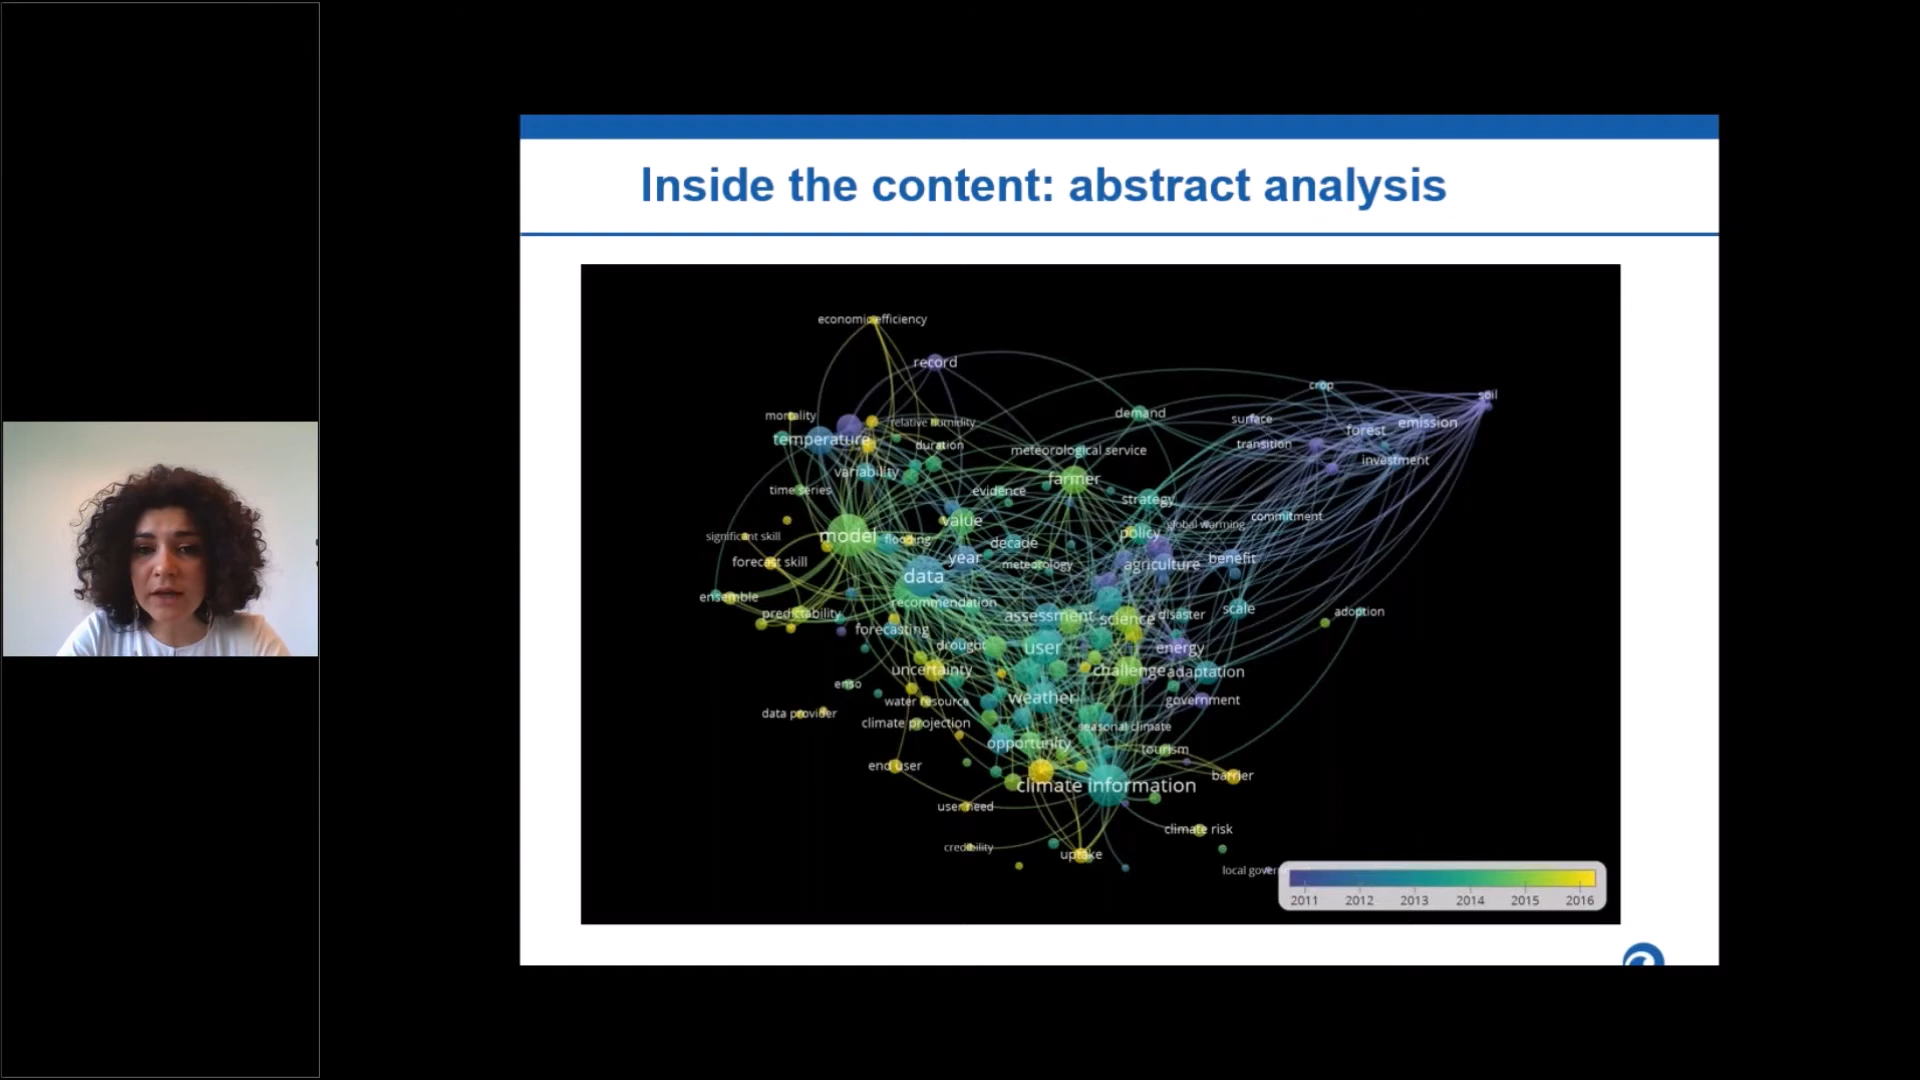 Inside the content: abstract analysis
economic efficiency
record
crop
soil
mortality
relative humidity
demand
surface
forest
emission
temperature
duration
meteorological service
transition
investment
variability
farmer
time series
evidence
strategy
value
global warming
commitment
significant skill
model
flooding
decade
policy
forecast skill
year
meteorology
agriculture
benefit
data
ensemble
recommendation
predictability
assessment
science
disaster
scale
adoption
forecasting
drought
user
energy
uncertainty
challenge
adaptation
enso
water resource
weather
government
data provider
climate projection
seasonal climate
opportunity
tourism
end user
climate information
barrier
user need
climate risk
credibility
uptake
local gover
2011 2012 2013 2014 2015 2016